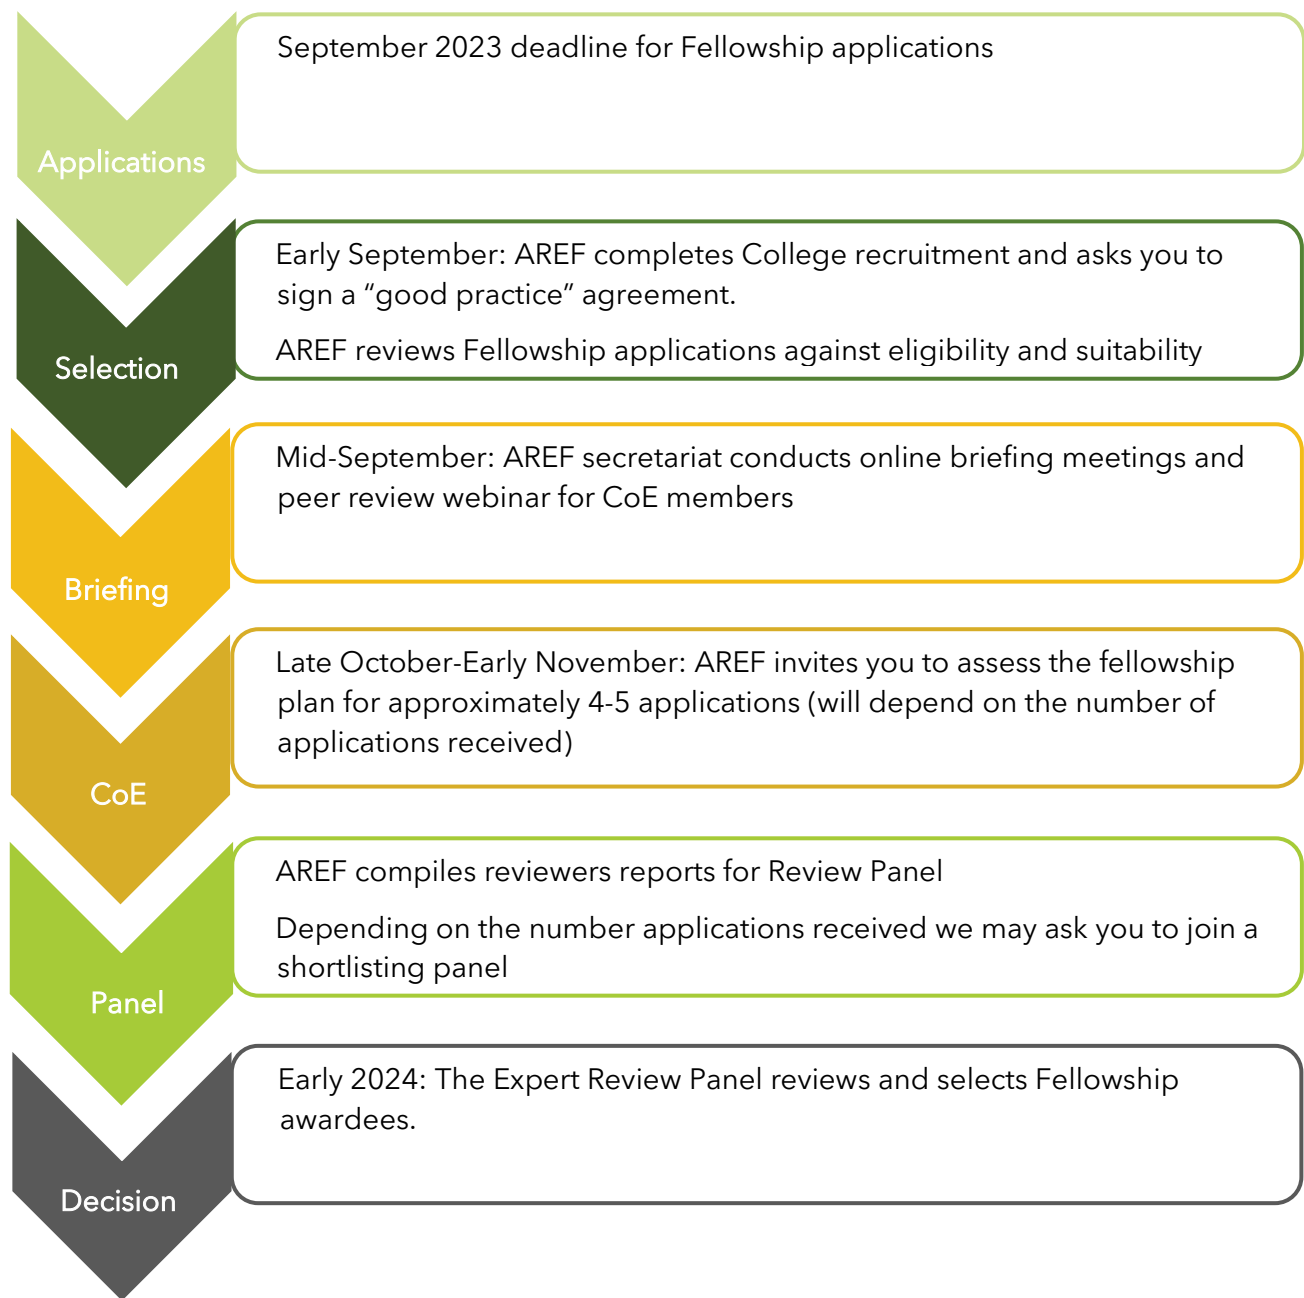 September 2023 deadline for Fellowship applications
Applications
Early September: AREF completes College recruitment and asks you to
sign a “good practice” agreement.
AREF reviews Fellowship applications against eligibility and suitability
Selection
Mid-September: AREF secretariat conducts online briefing meetings and
peer review webinar for CoE members
Briefing
Late October-Early November: AREF invites you to assess the fellowship
plan for approximately 4-5 applications (will depend on the number of
applications received)
CoE
AREF compiles reviewers reports for Review Panel
Depending on the number applications received we may ask you to join a
shortlisting panel
Panel
Early 2024: The Expert Review Panel reviews and selects Fellowship
awardees.
Decision